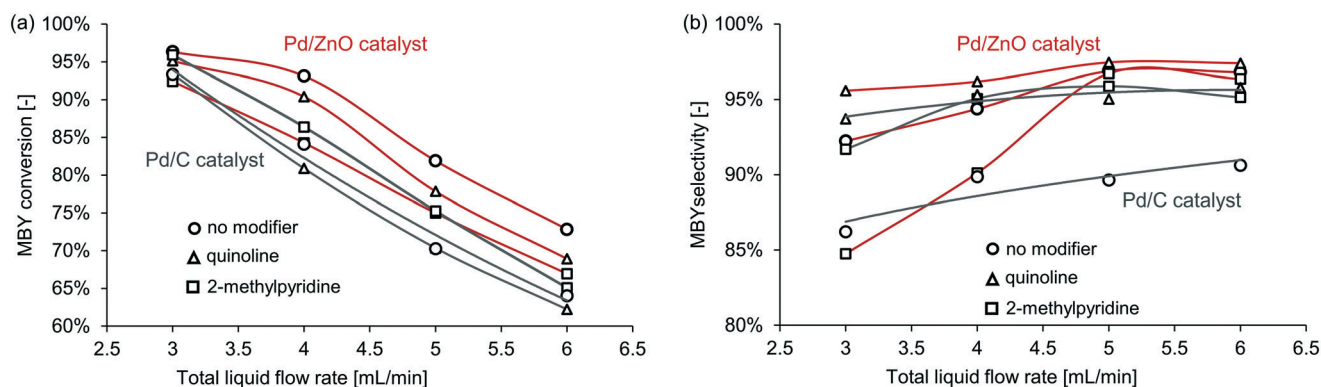 (a)
MBY conversion [-]
100%
95%
90%
85%
80%
75%
70%
65%
60%
Pd/ZnO catalyst
Pd/C catalyst
no modifier
quinoline
2-methylpyridine
2.5 3 3.5 4 4.5 5 5.5 6 6.5
Total liquid flow rate [mL/min]
(b)
MBY selectivity [-]
100%
95%
90%
85%
80%
Pd/ZnO catalyst
Pd/C catalyst
no modifier
quinoline
2-methylpyridine
2.5 3 3.5 4 4.5 5 5.5 6 6.5
Total liquid flow rate [mL/min]